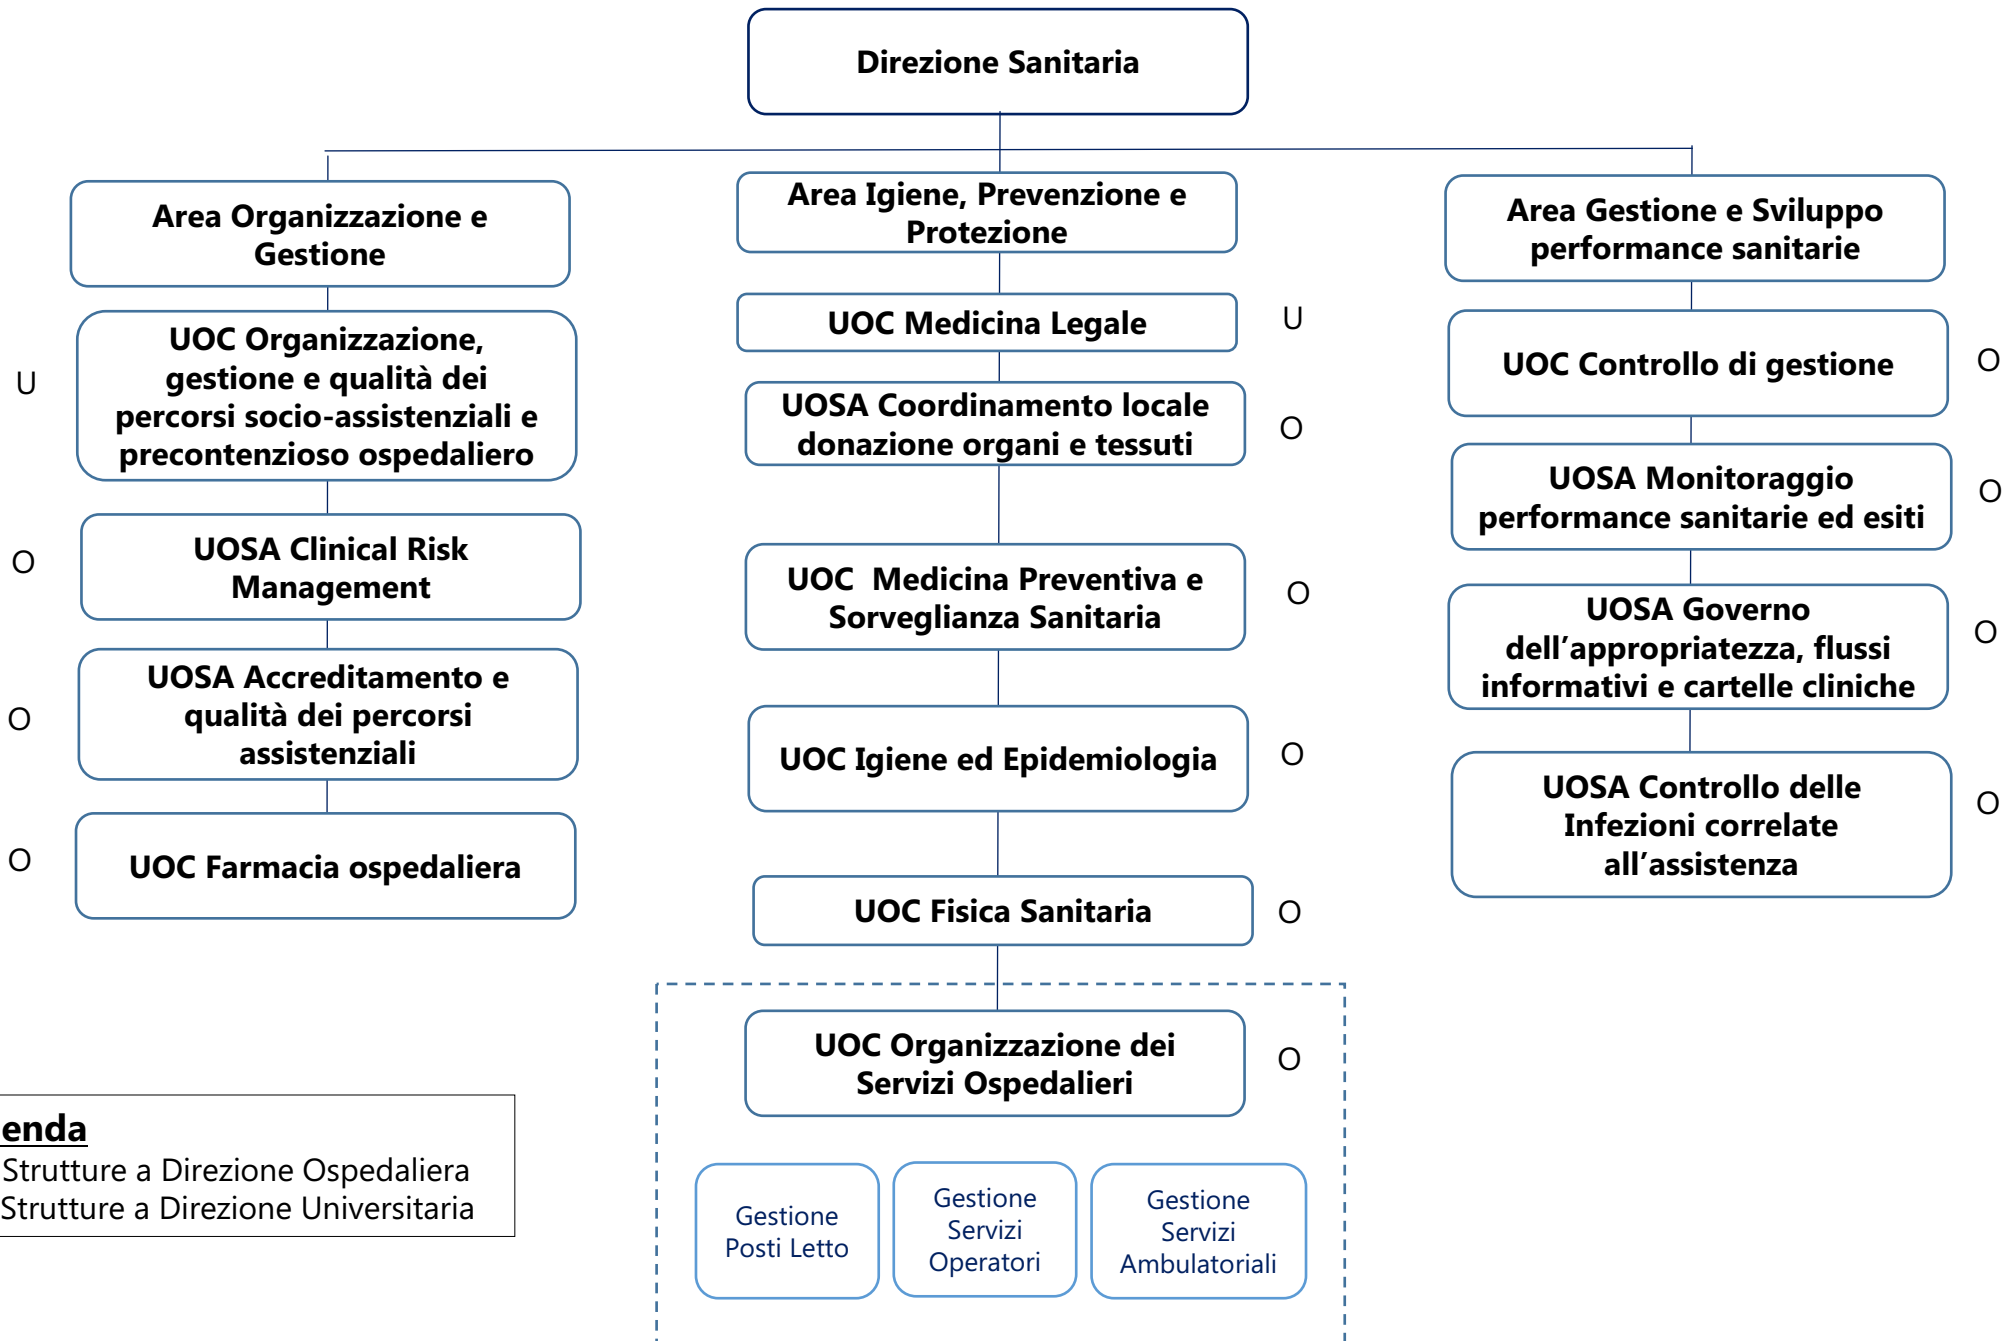 Direzione Sanitaria
Area Organizzazione e
Gestione
U
UOC Organizzazione,
gestione e qualità dei
percorsi socio-assistenziali e
precontenzioso ospedaliero
O
UOSA Clinical Risk
Management
O
UOSA Accreditamento e
qualità dei percorsi
assistenziali
O
UOC Farmacia ospedaliera
Area Igiene, Prevenzione e
Protezione
UOC Medicina Legale
U
UOSA Coordinamento locale
donazione organi e tessuti
O
UOC Medicina Preventiva e
Sorveglianza Sanitaria
O
UOC Igiene ed Epidemiologia
O
UOC Fisica Sanitaria
O
UOC Organizzazione dei
Servizi Ospedalieri
O
Gestione
Posti Letto
Gestione
Servizi
Operatori
Gestione
Servizi
Ambulatoriali
Area Gestione e Sviluppo
performance sanitarie
UOC Controllo di gestione
O
UOSA Monitoraggio
performance sanitarie ed esiti
O
UOSA Governo
dell’appropriatezza, flussi
informativi e cartelle cliniche
O
UOSA Controllo delle
Infezioni correlate
all’assistenza
O
enda
Strutture a Direzione Ospedaliera
Strutture a Direzione Universitaria